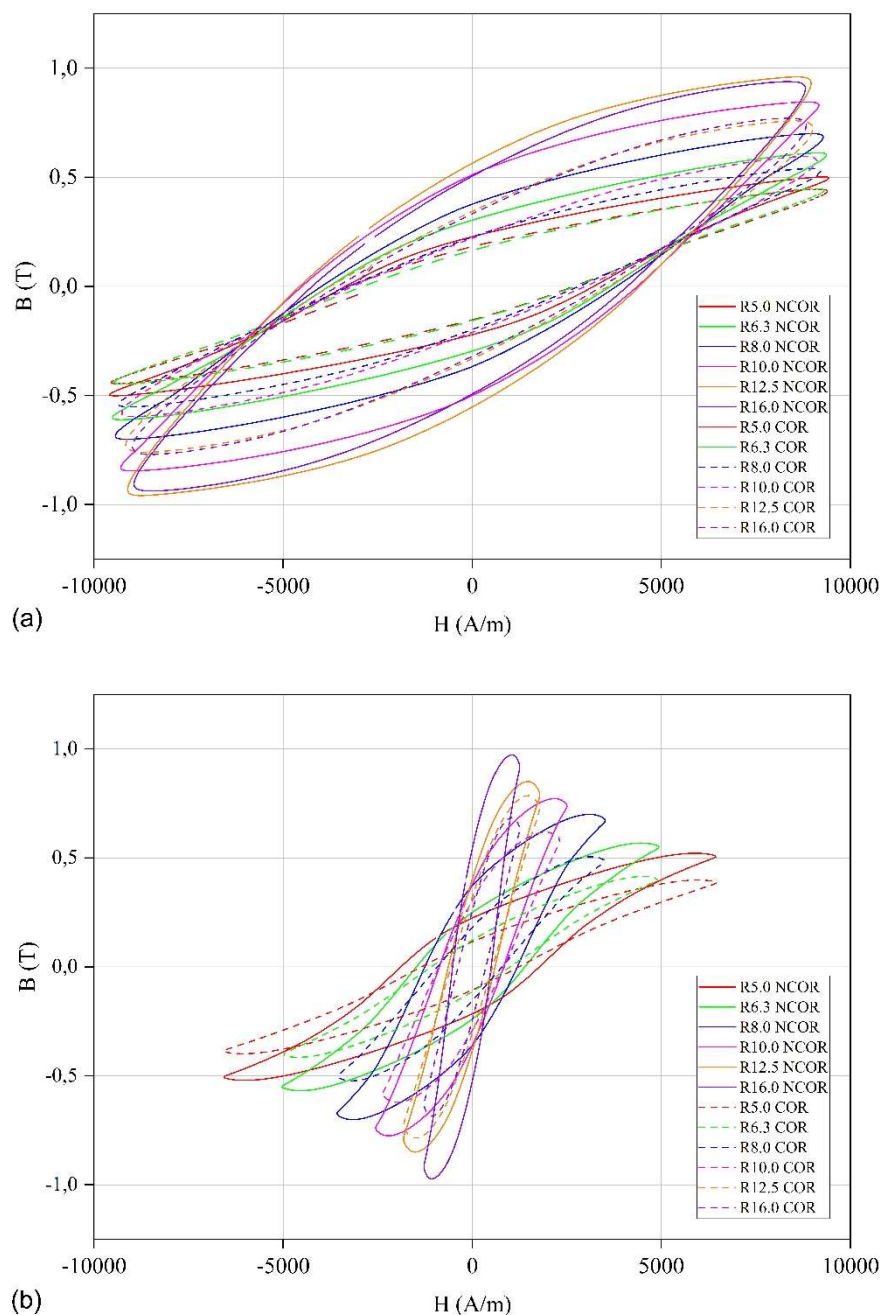 1,0
0,5
0,0
-0,5
-1,0
B (T)
R5.0 NCOR
R6.3 NCOR
R8.0 NCOR
R10.0 NCOR
R12.5 NCOR
R16.0 NCOR
R5.0 COR
R6.3 COR
R8.0 COR
R10.0 COR
R12.5 COR
R16.0 COR
-10000 -5000 0 5000 10000
H (A/m)
(a)
1,0
0,5
0,0
-0,5
-1,0
B (T)
R5.0 NCOR
R6.3 NCOR
R8.0 NCOR
R10.0 NCOR
R12.5 NCOR
R16.0 NCOR
R5.0 COR
R6.3 COR
R8.0 COR
R10.0 COR
R12.5 COR
R16.0 COR
-10000 -5000 0 5000 10000
H (A/m)
(b)